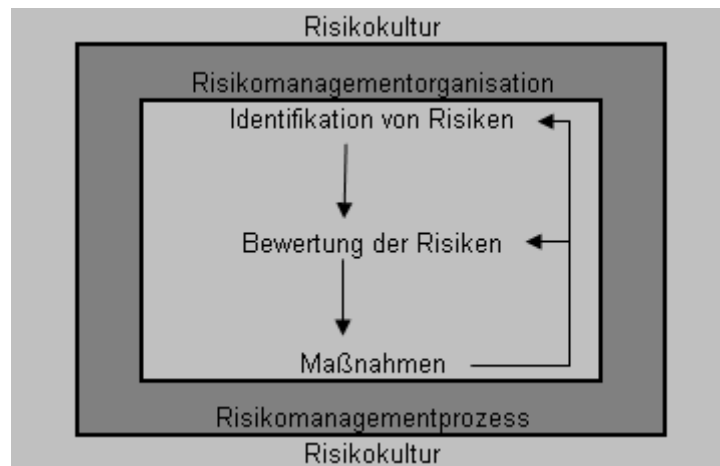 Risikokultur
Risikomanagementorganisation
Identifikation von Risiken
Bewertung der Risiken
Maßnahmen
Risikomanagementprozess
Risikokultur